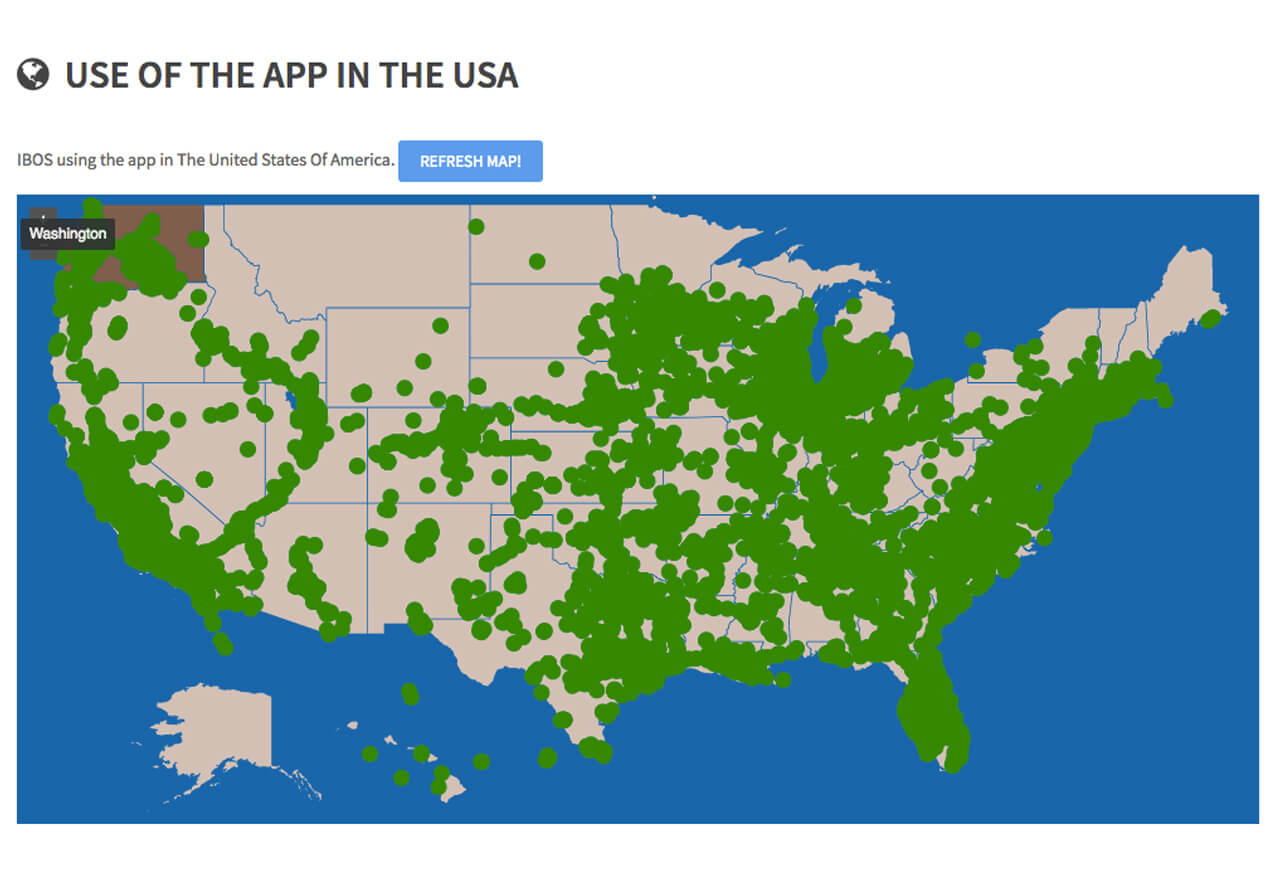 USE OF THE APP IN THE USA
IBOS using the app in The United States Of America.
REFRESH MAP!
Washington